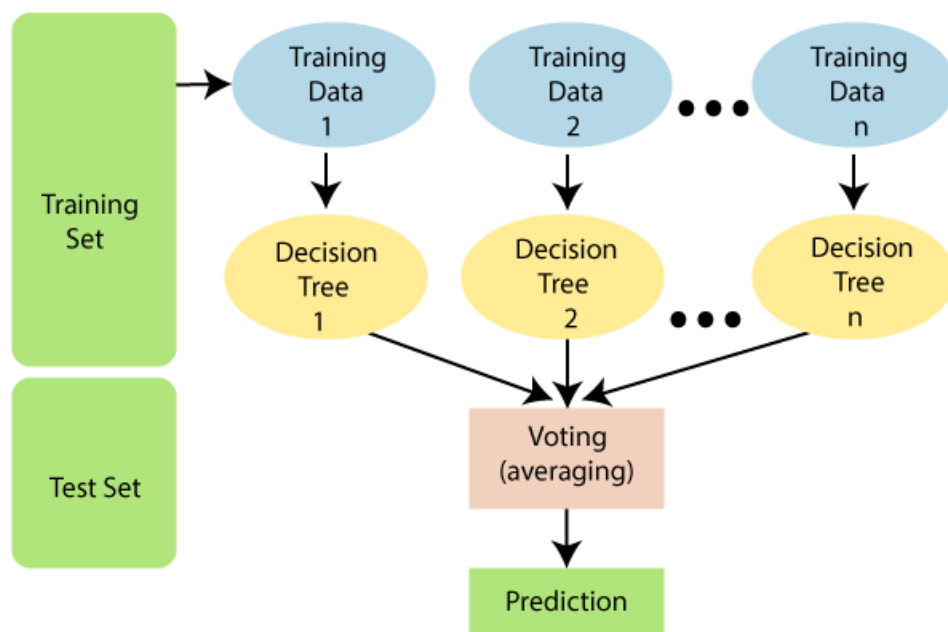 Training
Set
Test Set
Training
Data
1
Training
Data
2
Training
Data
n
Decision
Tree
1
Decision
Tree
2
Decision
Tree
n
Voting
(averaging)
Prediction